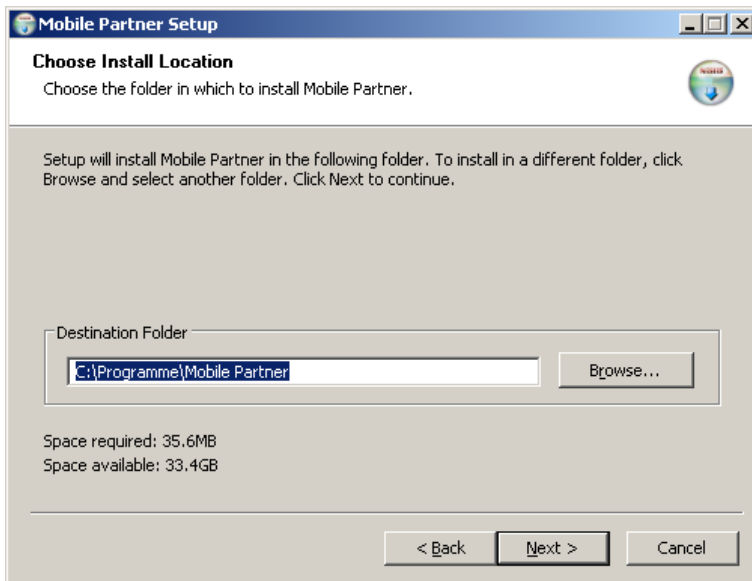 Mobile Partner Setup
Choose Install Location
Choose the folder in which to install Mobile Partner.
Setup will install Mobile Partner in the following folder. To install in a different folder, click
Browse and select another folder. Click Next to continue.
Destination Folder
C:\Programme\Mobile Partner
Browse...
Space required: 35.6MB
Space available: 33.4GB
< Back
Next >
Cancel